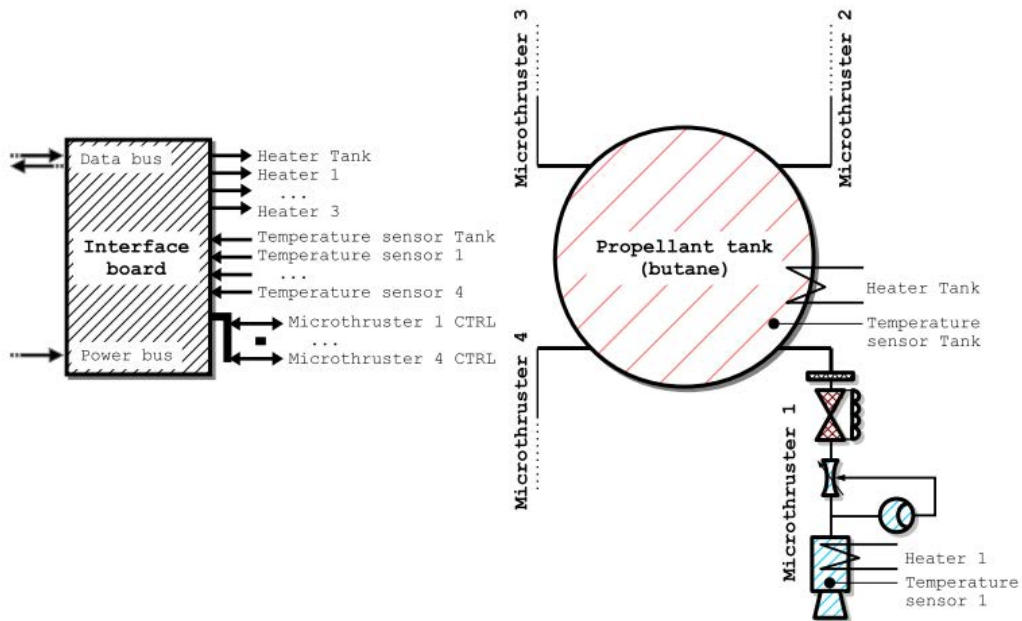 Microthruster 3
Microthruster 2
Data bus
Heater Tank
Heater 1
...
Heater 3
Interface
board
Temperature sensor Tank
Temperature sensor 1
...
Temperature sensor 4
Power bus
Microthruster 1 CTRL
...
Microthruster 4 CTRL
Propellant tank
(butane)
Heater Tank
Temperature
sensor Tank
Microthruster 4
Microthruster 1
Heater 1
Temperature
sensor 1